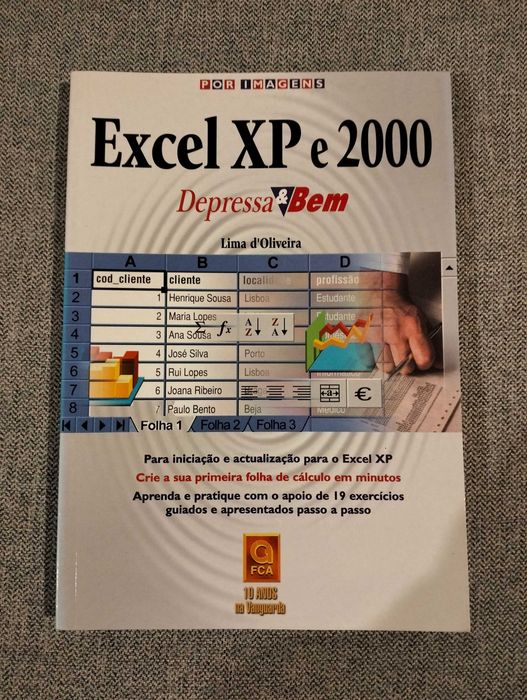 POR IMAGENS
Excel XP e 2000
Depressa & Bem
Lima d'Oliveira
A B C D
1 cod_cliente cliente localidade profissão
2 1 Henrique Sousa Lisboa Estudante
3 2 Maria Lopes Estudante
4 3 Ana Sousa
5 4 José Silva Porto
6 5 Rui Lopes Lisboa
7 6 Joana Ribeiro
8 7 Paulo Bento Beja Médico
Σ fx A Z Z A
a €
Folha 1 Folha 2 Folha 3
Para iniciação e actualização para o Excel XP
Crie a sua primeira folha de cálculo em minutos
Aprenda e pratique com o apoio de 19 exercícios
guiados e apresentados passo a passo
FCA
10 ANOS
na Vanguarda